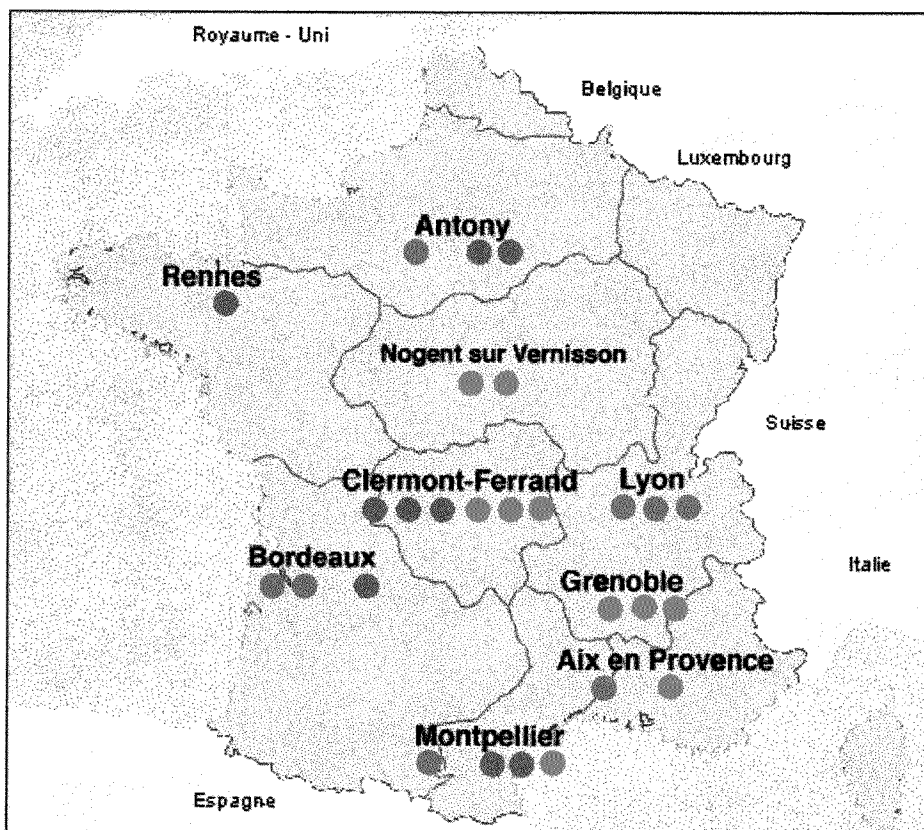 Royaume - Uni
Belgique
Luxembourg
Antony
Rennes
Nogent sur Vernisson
Suisse
Clermont-Ferrand
Lyon
Bordeaux
Italie
Grenoble
Aix en Provence
Montpellier
Espagne